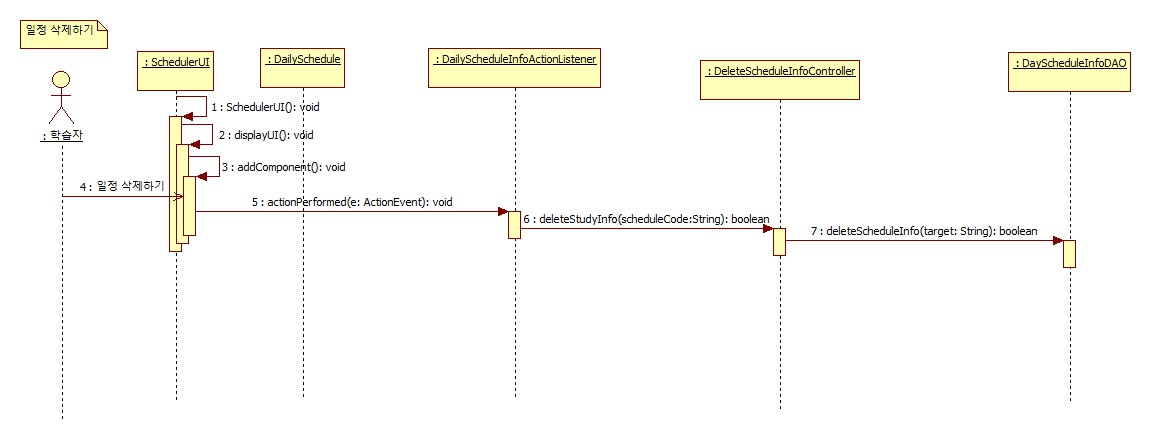 일정 삭제하기
: 학습자
: SchedulerUI
: DailySchedule
: DailyScheduleInfoActionListener
: DeleteScheduleInfoController
: DayScheduleInfoDAO
1 : SchedulerUI(): void
2 : displayUI(): void
3 : addComponent(): void
4 : 일정 삭제하기
5 : actionPerformed(e: ActionEvent): void
6 : deleteStudyInfo(scheduleCode:String): boolean
7 : deleteScheduleInfo(target: String): boolean